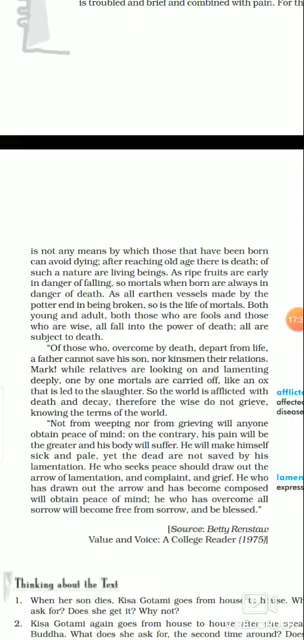 is troubled and brief and combined with pain. For th
is not any means by which those that have been born
can avoid dying; after reaching old age there is death; of
such a nature are living beings. As ripe fruits are early
in danger of falling, so mortals when born are always in
danger of death. As all earthen vessels made by the
potter end in being broken, so is the life of mortals. Both
young and adult, both those who are fools and those
who are wise, all fall into the power of death; all are
subject to death.
“Of those who, overcome by death, depart from life,
a father cannot save his son, nor kinsmen their relations.
Mark! while relatives are looking on and lamenting
deeply, one by one mortals are carried off, like an ox
that is led to the slaughter. So the world is afflicted with
death and decay, therefore the wise do not grieve,
knowing the terms of the world.
“Not from weeping nor from grieving will anyone
obtain peace of mind; on the contrary, his pain will be
the greater and his body will suffer. He will make himself
sick and pale, yet the dead are not saved by his
lamentation. He who seeks peace should draw out the
arrow of lamentation, and complaint, and grief. He who
has drawn out the arrow and has become composed
will obtain peace of mind; he who has overcome all
sorrow will become free from sorrow, and be blessed.”
[Source: Betty Renshaw
Value and Voice: A College Reader (1975)]
17:3
afflicte
affected
disease
lamen
express
Thinking about the Text
1. When her son dies, Kisa Gotami goes from house to house. Wh
ask for? Does she get it? Why not?
2. Kisa Gotami again goes from house to house after she spea
Buddha. What does she ask for, the second time around? Does